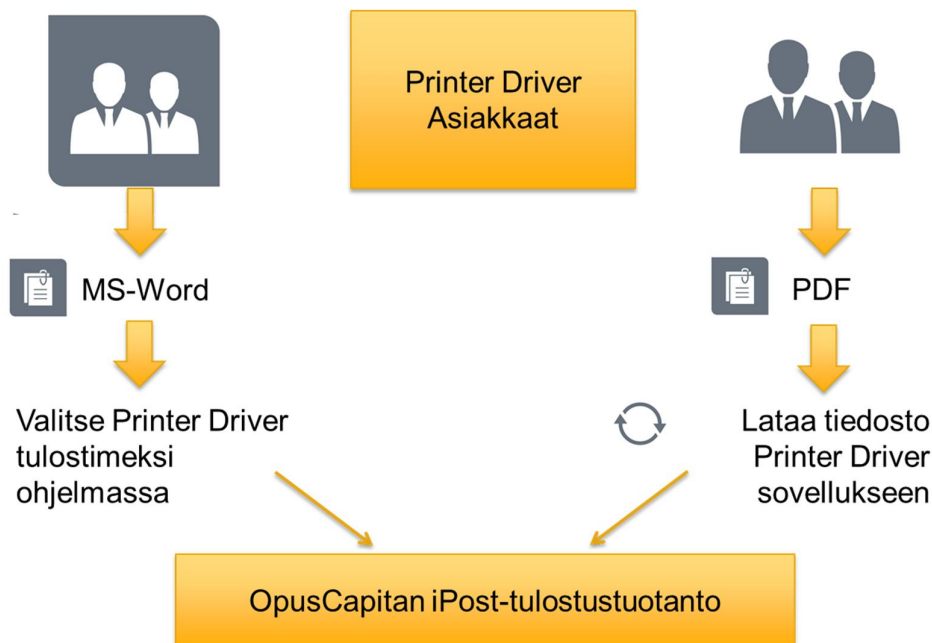 Printer Driver
Asiakkaat
MS-Word
PDF
Valitse Printer Driver
tulostimeksi
ohjelmassa
Lataa tiedosto
Printer Driver
sovellukseen
OpusCapitan iPost-tulostustuotanto